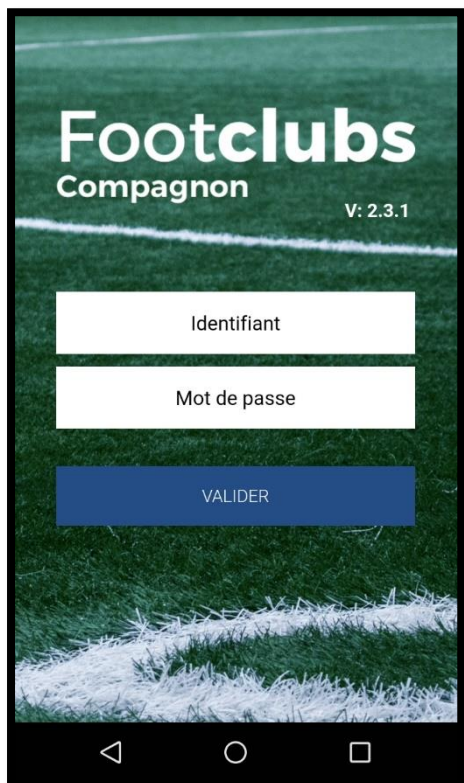 Footclubs
Compagnon
V: 2.3.1
Identifiant
Mot de passe
VALIDER